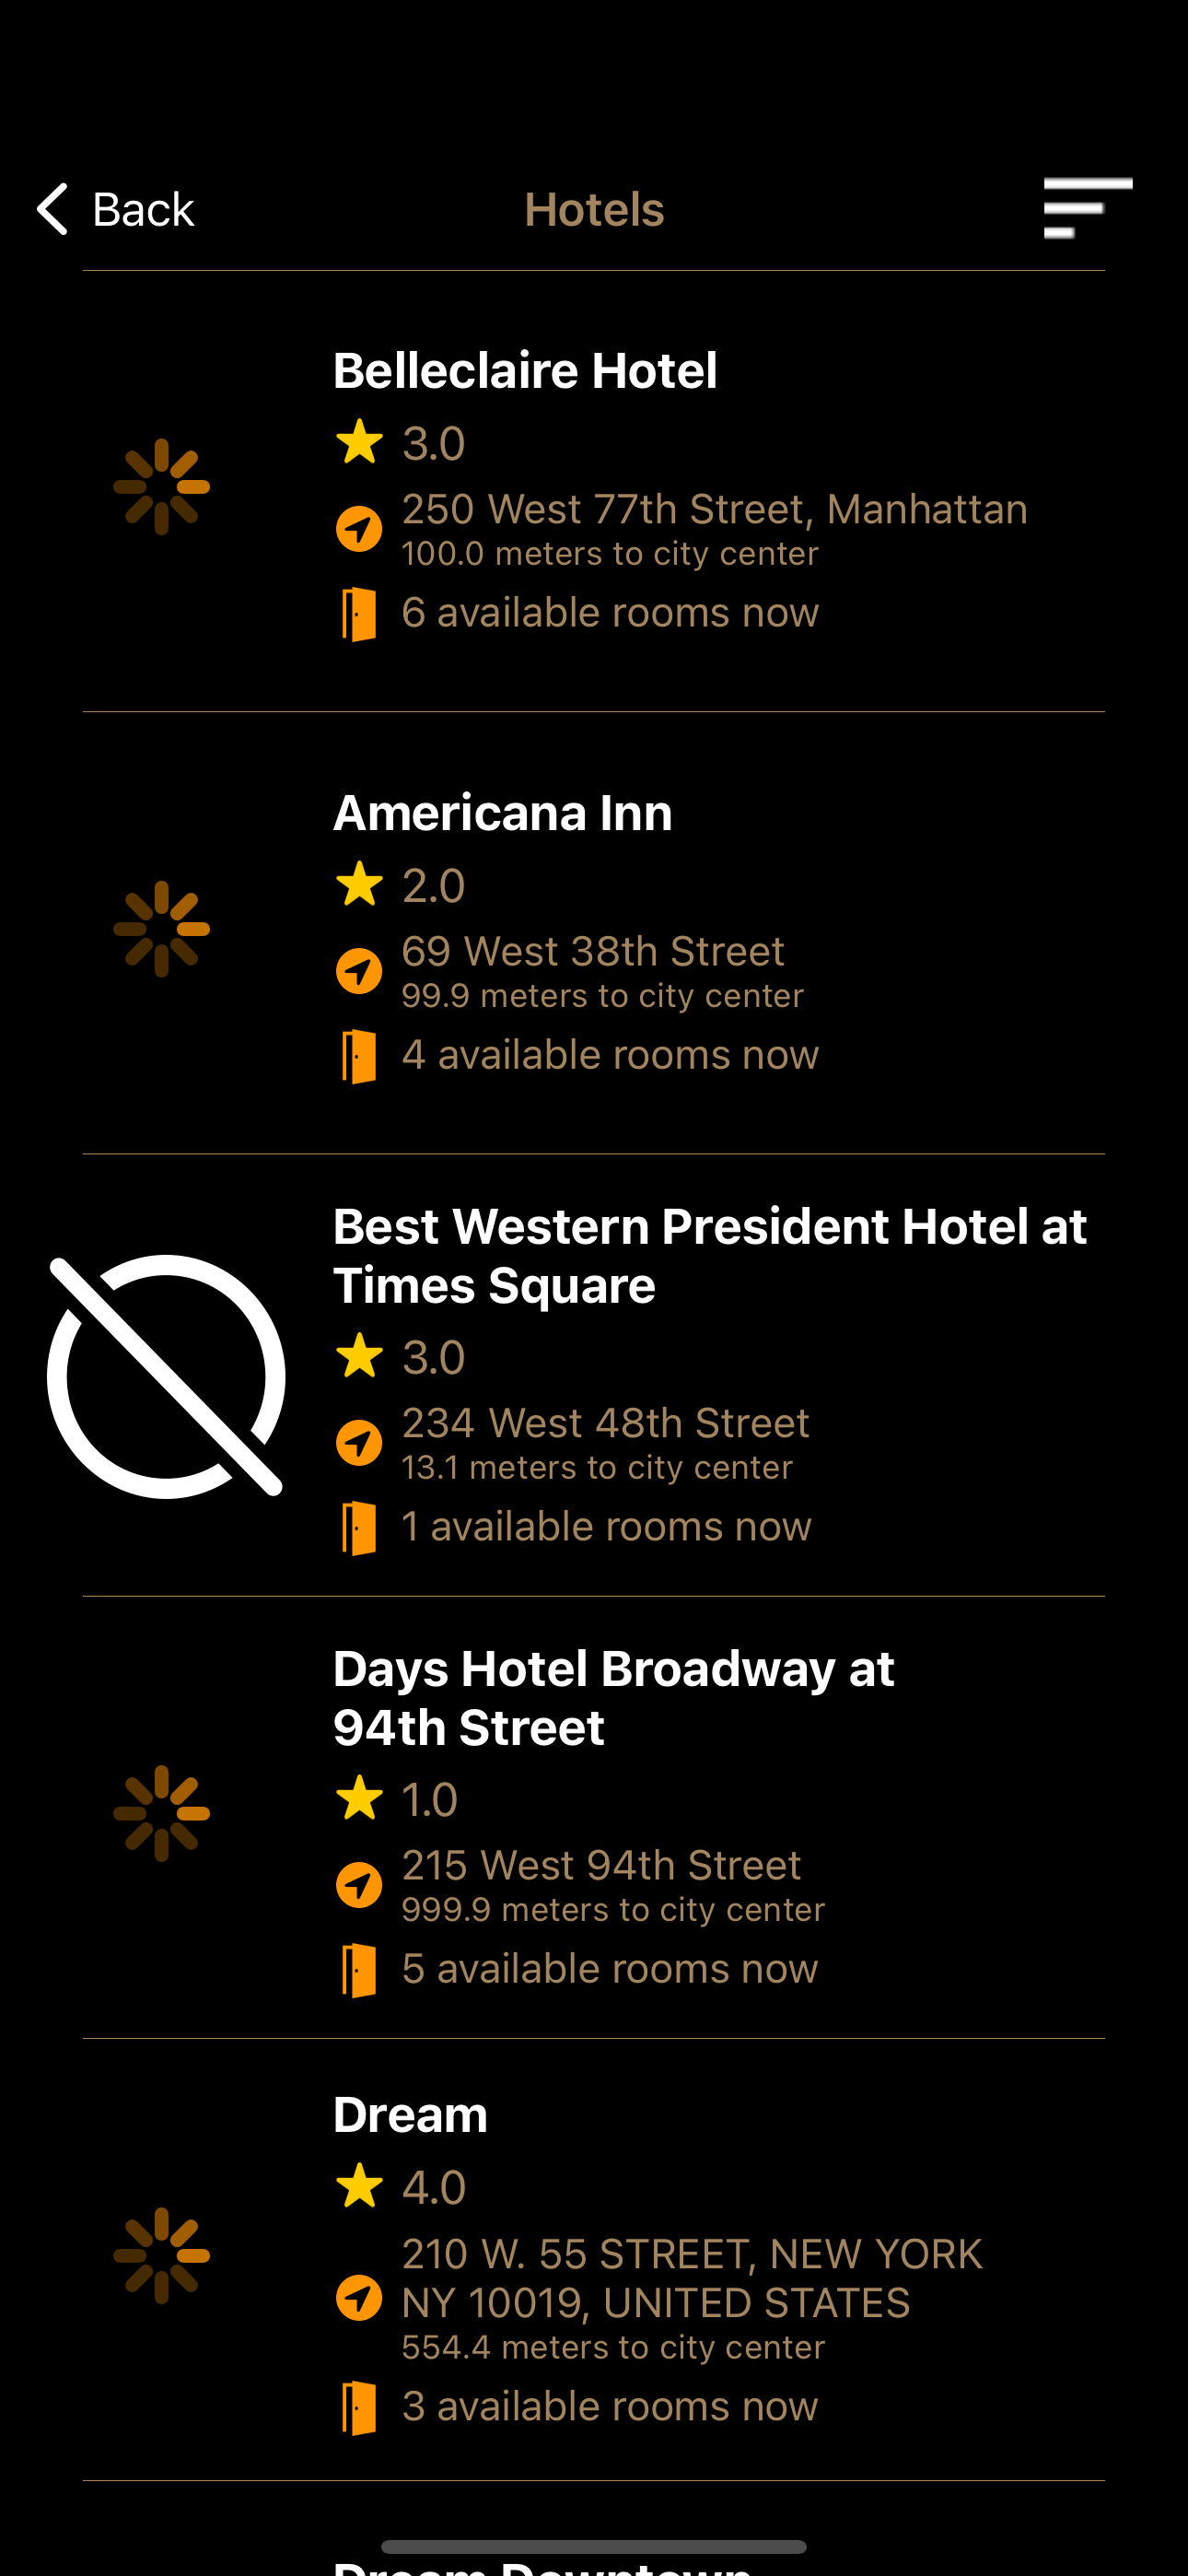 Back
Hotels
Belleclaire Hotel
3.0
250 West 77th Street, Manhattan
100.0 meters to city center
6 available rooms now
Americana Inn
2.0
69 West 38th Street
99.9 meters to city center
4 available rooms now
Best Western President Hotel at
Times Square
3.0
234 West 48th Street
13.1 meters to city center
1 available rooms now
Days Hotel Broadway at
94th Street
1.0
215 West 94th Street
999.9 meters to city center
5 available rooms now
Dream
4.0
210 W. 55 STREET, NEW YORK
NY 10019, UNITED STATES
554.4 meters to city center
3 available rooms now
Dream Downtown